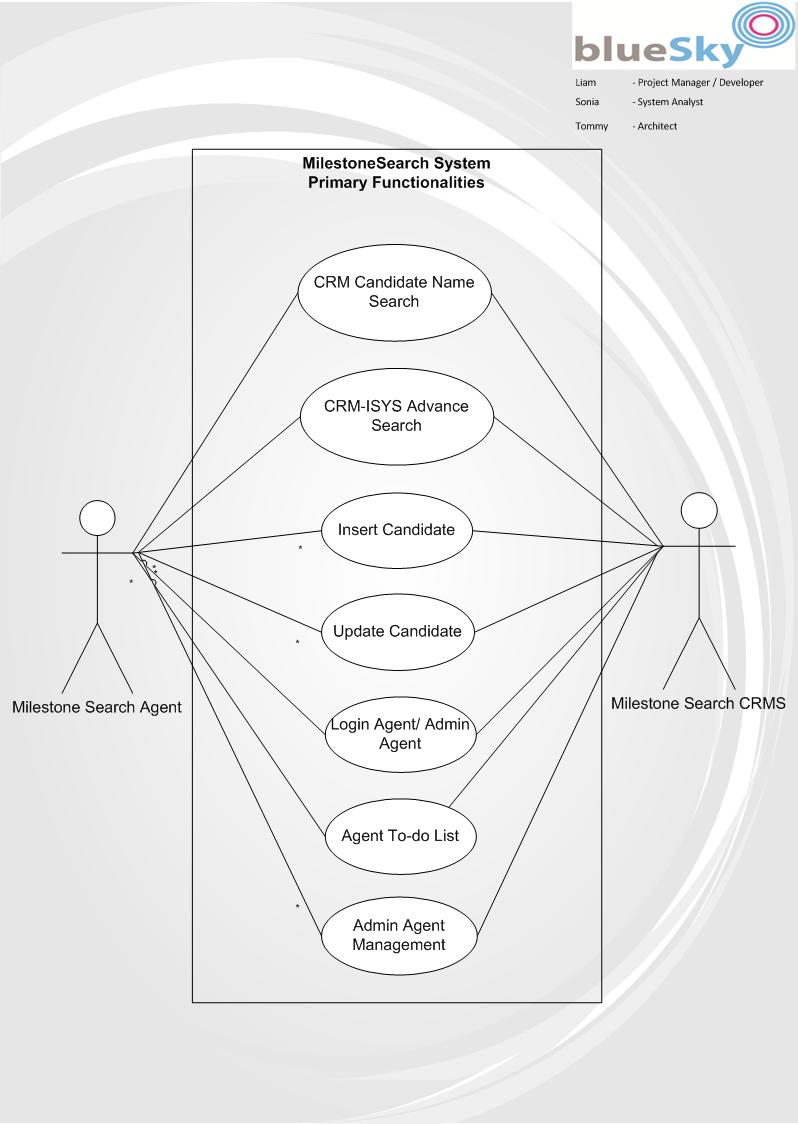 blueSky
Liam - Project Manager / Developer
Sonia - System Analyst
Tommy - Architect
MilestoneSearch System
Primary Functionalities
CRM Candidate Name
Search
CRM-ISYS Advance
Search
Insert Candidate
*
*
*
*
Update Candidate
*
Milestone Search Agent
Milestone Search CRMS
Login Agent/ Admin
Agent
Agent To-do List
*
Admin Agent
Management